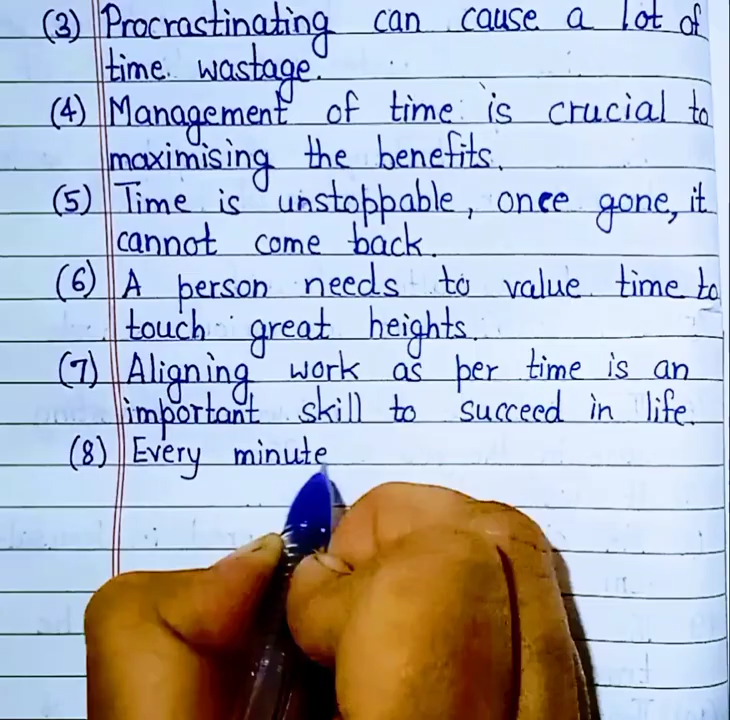 (3) Procrastinating can cause a lot of
time wastage.
(4) Management of time is crucial to
maximising the benefits.
(5) Time is unstoppable, once gone, it
cannot come back.
(6) A person needs to value time to
touch great heights.
(7) Aligning work as per time is an
important skill to succeed in life.
(8) Every minute